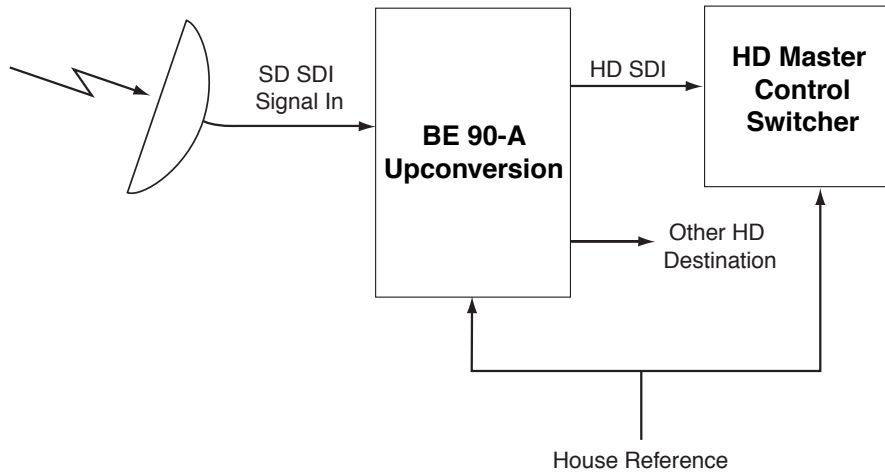 SD SDI
Signal In
BE 90-A
Upconversion
HD SDI
HD Master
Control
Switcher
Other HD
Destination
House Reference